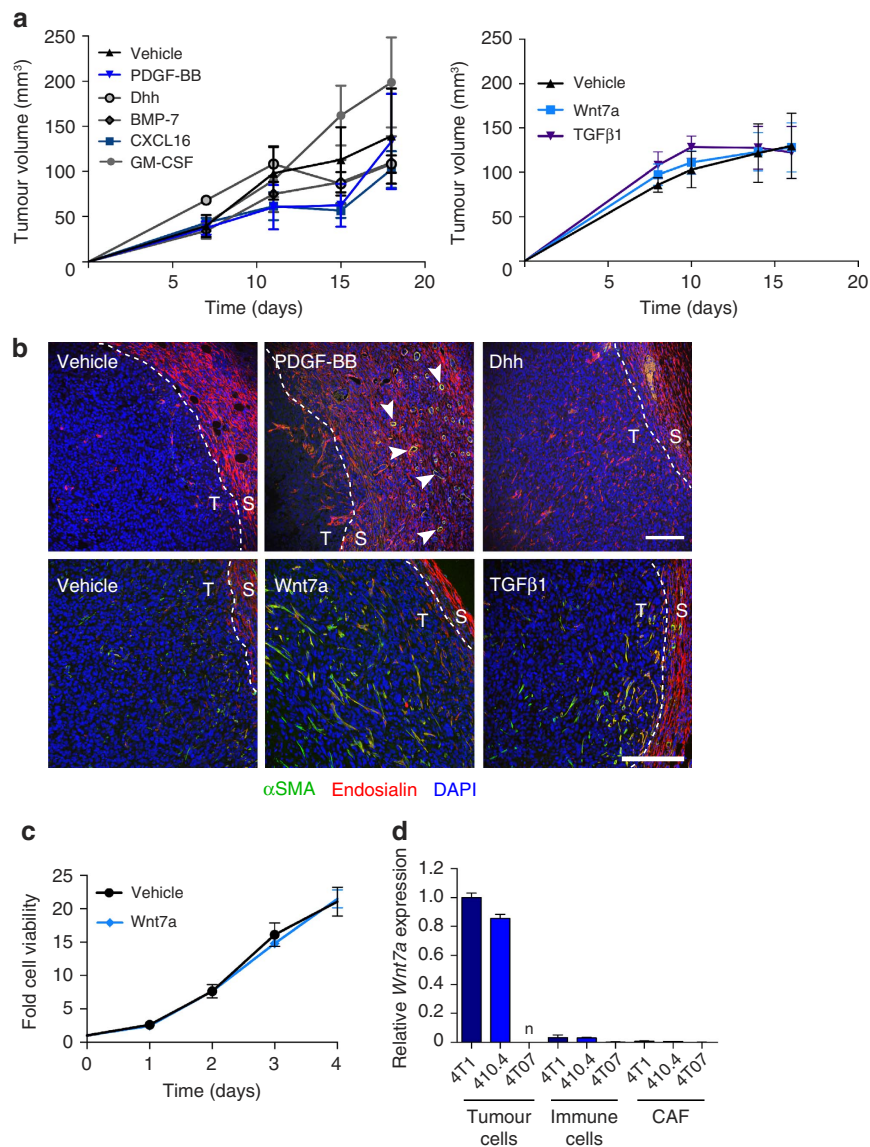 a
Tumour volume (mm³)
250
200
150
100
50
0
5
10
15
20
Time (days)
Vehicle
PDGF-BB
Dhh
BMP-7
CXCL16
GM-CSF
Tumour volume (mm³)
250
200
150
100
50
0
5
10
15
20
Time (days)
Vehicle
Wnt7a
TGFβ1
b
Vehicle
T
S
PDGF-BB
T
S
Dhh
T
S
Vehicle
T
S
Wnt7a
T
S
TGFβ1
T
S
αSMA Endosialin DAPI
c
Fold cell viability
25
20
15
10
5
0
0
1
2
3
4
Time (days)
Vehicle
Wnt7a
d
Relative Wnt7a expression
1.2
1.0
0.8
0.6
0.4
0.2
0
n
4T1
410.4
4T07
4T1
410.4
4T07
4T1
410.4
4T07
Tumour cells
Immune cells
CAF